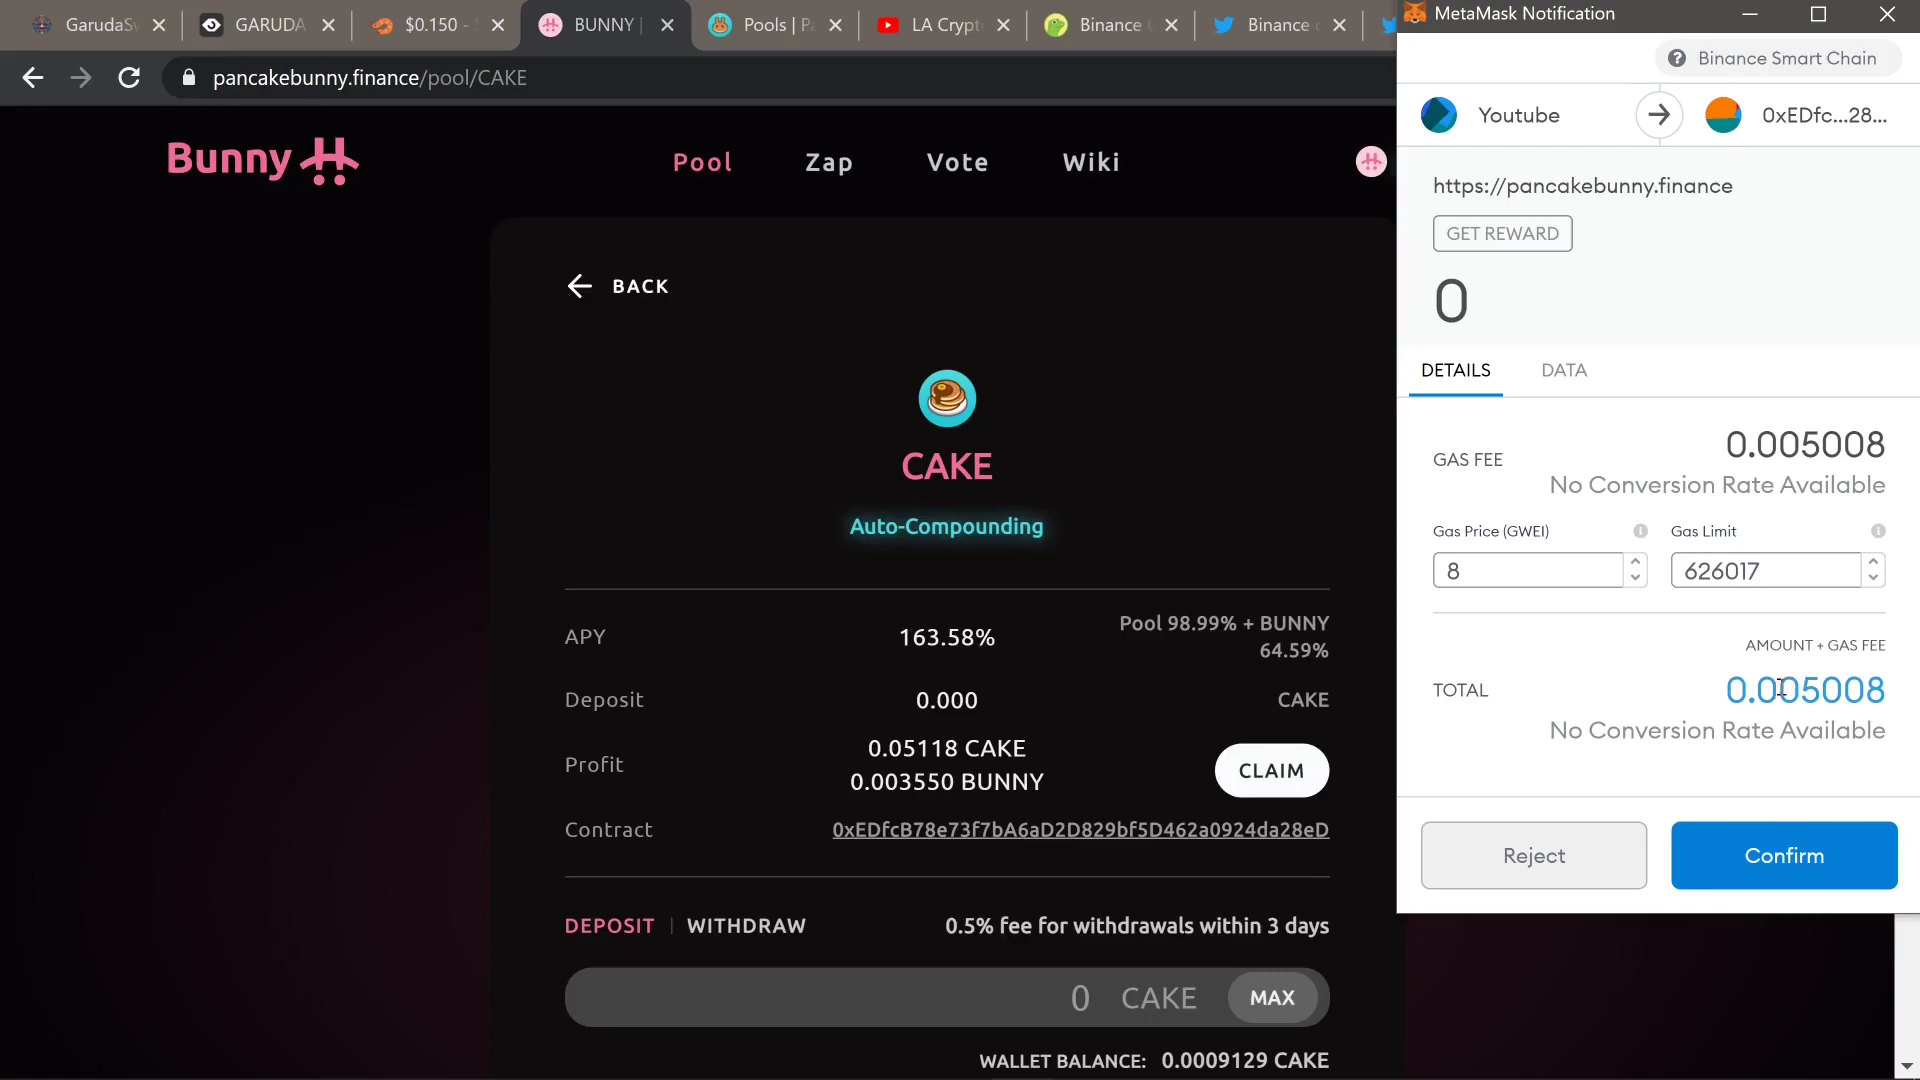 GarudaSw
GARUDA
$0.150 -
BUNNY |
Pools | Pa
LA Crypt
Binance
Binance
MetaMask Notification
pancakebunny.finance/pool/CAKE
Binance Smart Chain
Youtube
0xEDfc...28...
Bunny
Pool
Zap
Vote
Wiki
https://pancakebunny.finance
GET REWARD
0
BACK
DETAILS
DATA
CAKE
Auto-Compounding
GAS FEE
0.005008
No Conversion Rate Available
Gas Price (GWEI)
Gas Limit
8
626017
APY
163.58%
Pool 98.99% + BUNNY
64.59%
AMOUNT + GAS FEE
Deposit
0.000
CAKE
TOTAL
0.005008
No Conversion Rate Available
Profit
0.05118 CAKE
0.003550 BUNNY
CLAIM
Contract
0xEDfcB78e73f7bA6aD2D829bf5D462a0924da28eD
Reject
Confirm
DEPOSIT | WITHDRAW
0.5% fee for withdrawals within 3 days
0 CAKE
MAX
WALLET BALANCE: 0.0009129 CAKE